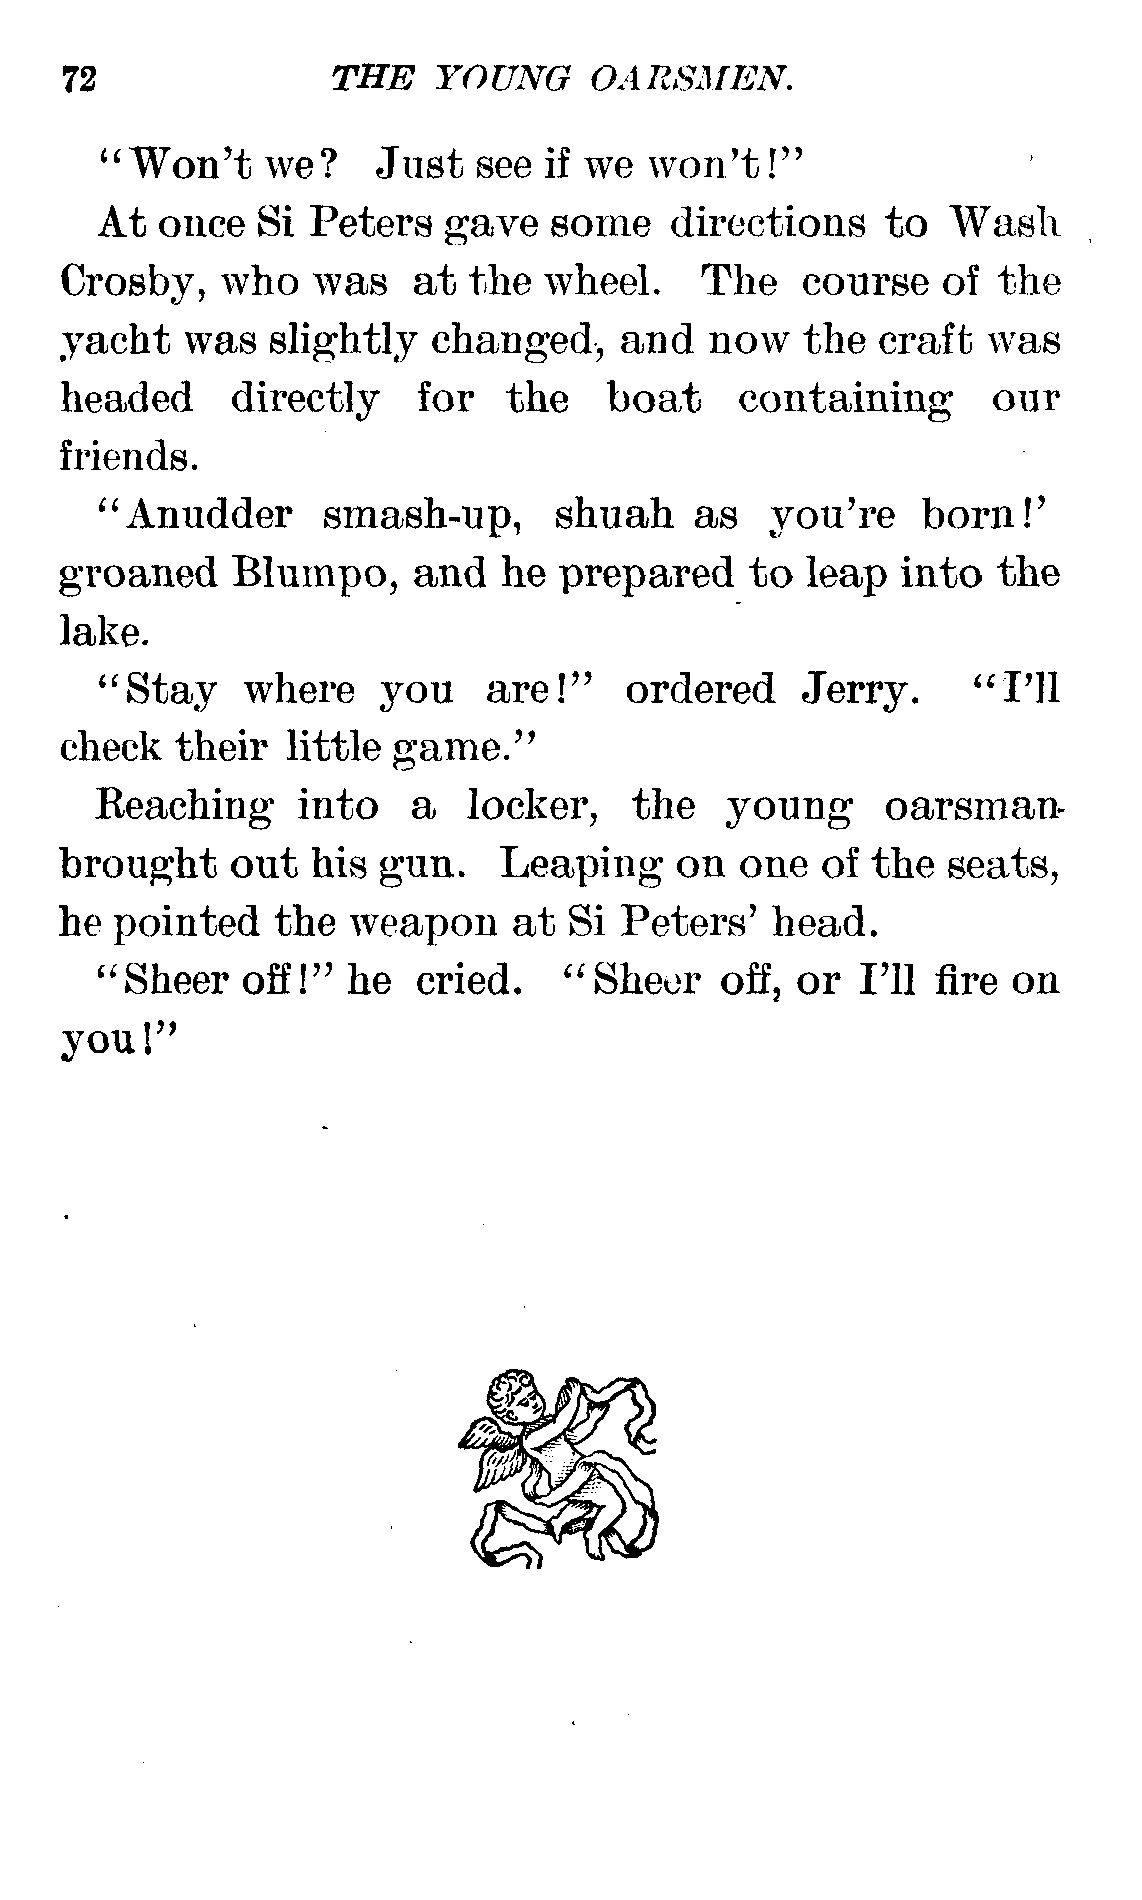 72 THE YOUNG OARSMEN.
“Won’t we? Just see if we won’t!”
At once Si Peters gave some directions to Wash
Crosby, who was at the wheel. The course of the
yacht was slightly changed, and now the craft was
headed directly for the boat containing our
friends.
“Anudder smash-up, shuah as you’re born!’
groaned Blumpo, and he prepared to leap into the
lake.
“Stay where you are!” ordered Jerry. “I’ll
check their little game.”
Reaching into a locker, the young oarsman
brought out his gun. Leaping on one of the seats,
he pointed the weapon at Si Peters’ head.
“Sheer off!” he cried. “Sheer off, or I’ll fire on
you!”